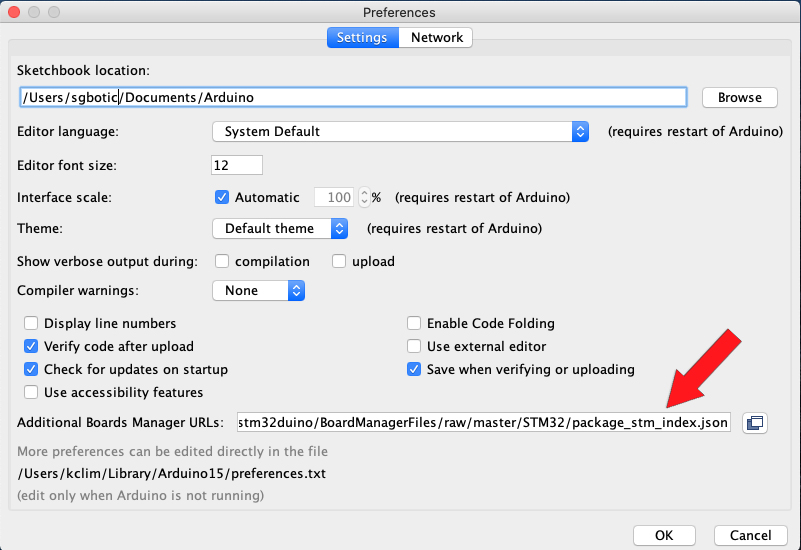 Preferences
Settings Network
Sketchbook location:
/Users/sgbotic/Documents/Arduino Browse
Editor language: System Default (requires restart of Arduino)
Editor font size: 12
Interface scale: Automatic 100 % (requires restart of Arduino)
Theme: Default theme (requires restart of Arduino)
Show verbose output during: compilation upload
Compiler warnings: None
Display line numbers Enable Code Folding
Verify code after upload Use external editor
Check for updates on startup Save when verifying or uploading
Use accessibility features
Additional Boards Manager URLs: stm32duino/BoardManagerFiles/raw/master/STM32/package_stm_index.json
More preferences can be edited directly in the file
/Users/kclim/Library/Arduino15/preferences.txt
(edit only when Arduino is not running)
OK Cancel